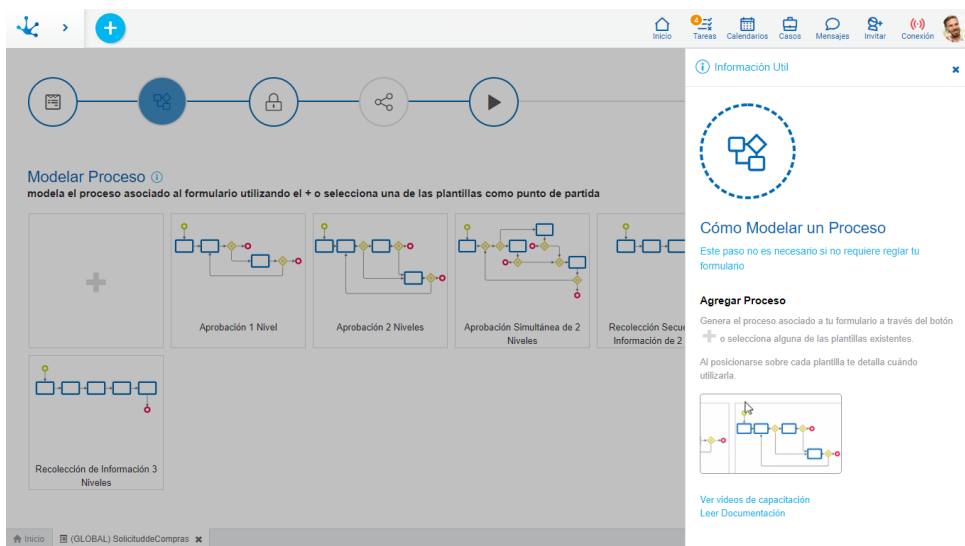 4
Inicio
Tareas
Calendarios
Casos
Mensajes
Invitar
Conexión
Información Util
Modelar Proceso
modela el proceso asociado al formulario utilizando el + o selecciona una de las plantillas como punto de partida
Aprobación 1 Nivel
Aprobación 2 Niveles
Aprobación Simultánea de 2
Niveles
Recolección Secue
Información de 2
Recolección de Información 3
Niveles
Cómo Modelar un Proceso
Este paso no es necesario si no requiere reglar tu
formulario
Agregar Proceso
Genera el proceso asociado a tu formulario a través del botón
o selecciona alguna de las plantillas existentes.
Al posicionarse sobre cada plantilla te detalla cuándo
utilizarla.
Ver videos de capacitación
Leer Documentación
Inicio
(GLOBAL) SolicituddeCompras